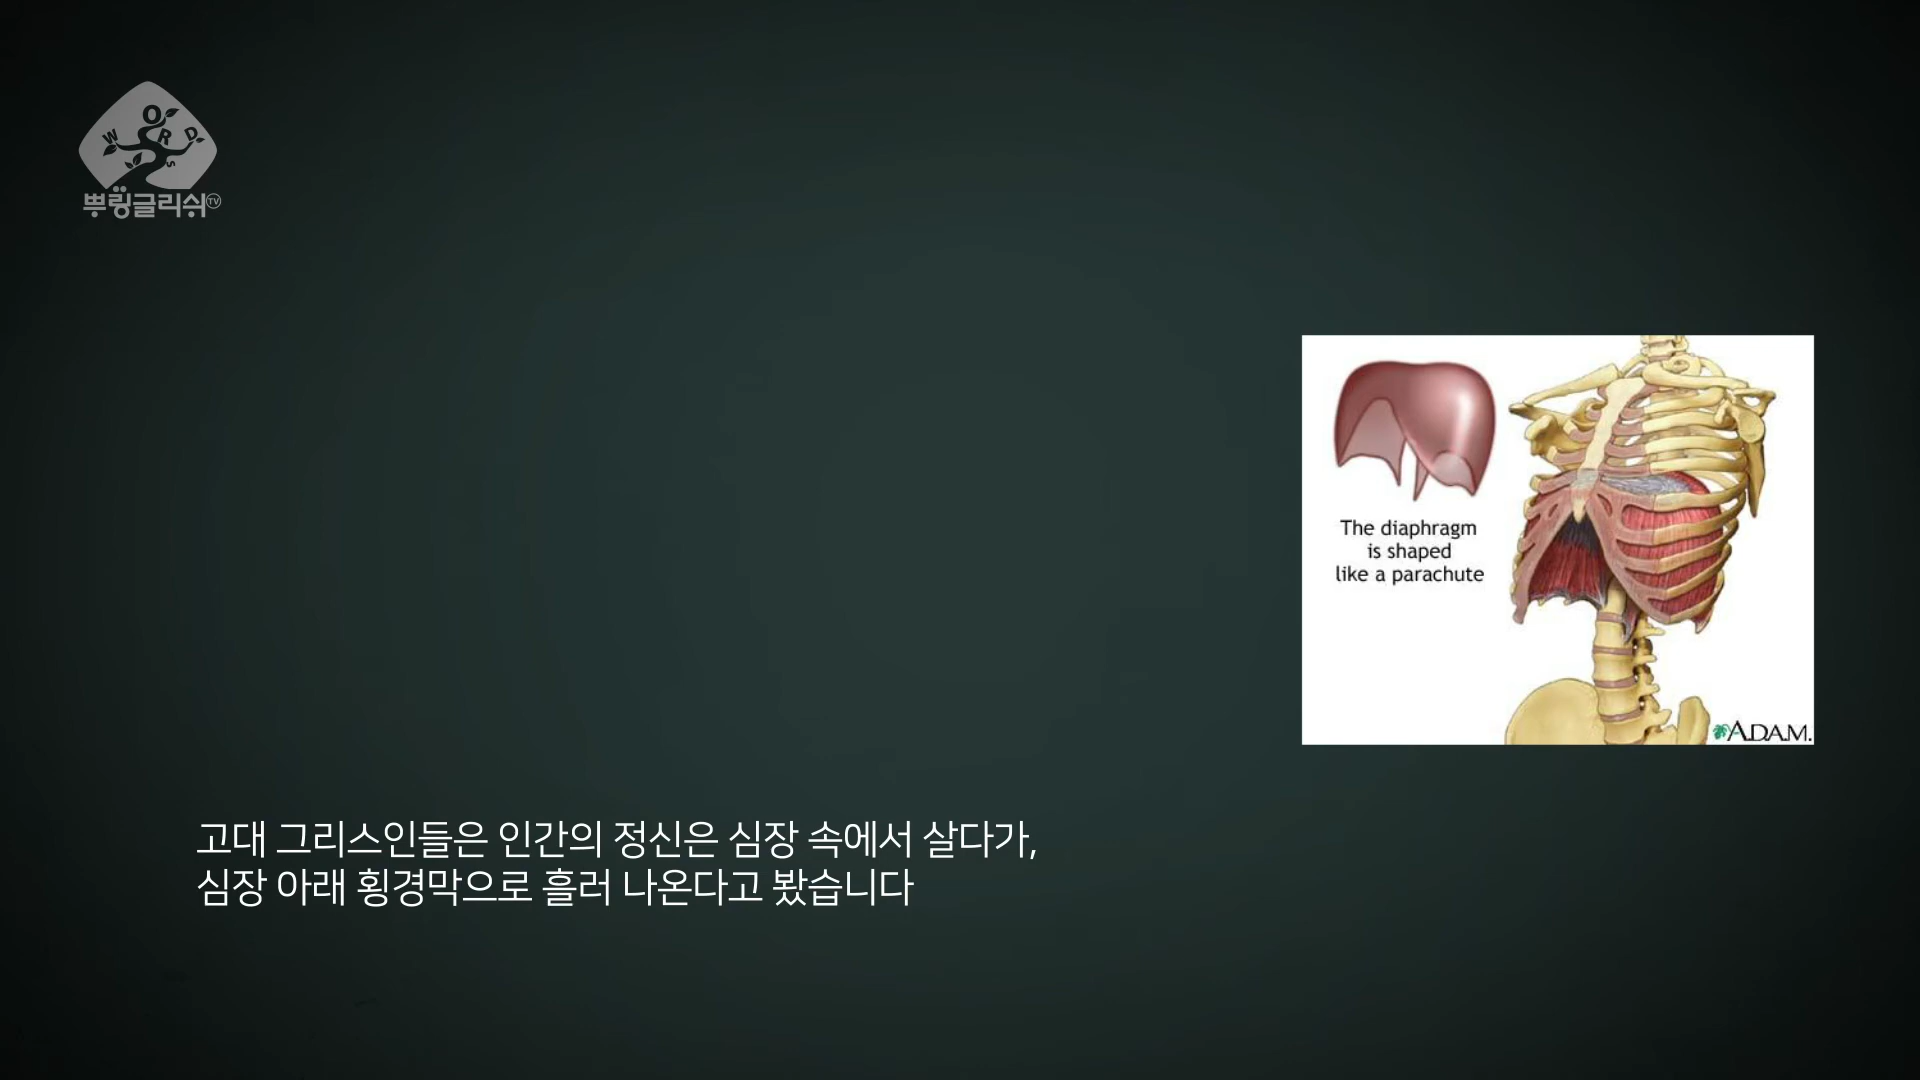 WORDS
뿌링글리쉬TV
The diaphragm
is shaped
like a parachute
A.D.A.M.
고대 그리스인들은 인간의 정신은 심장 속에서 살다가,
심장 아래 횡경막으로 흘러 나온다고 봤습니다